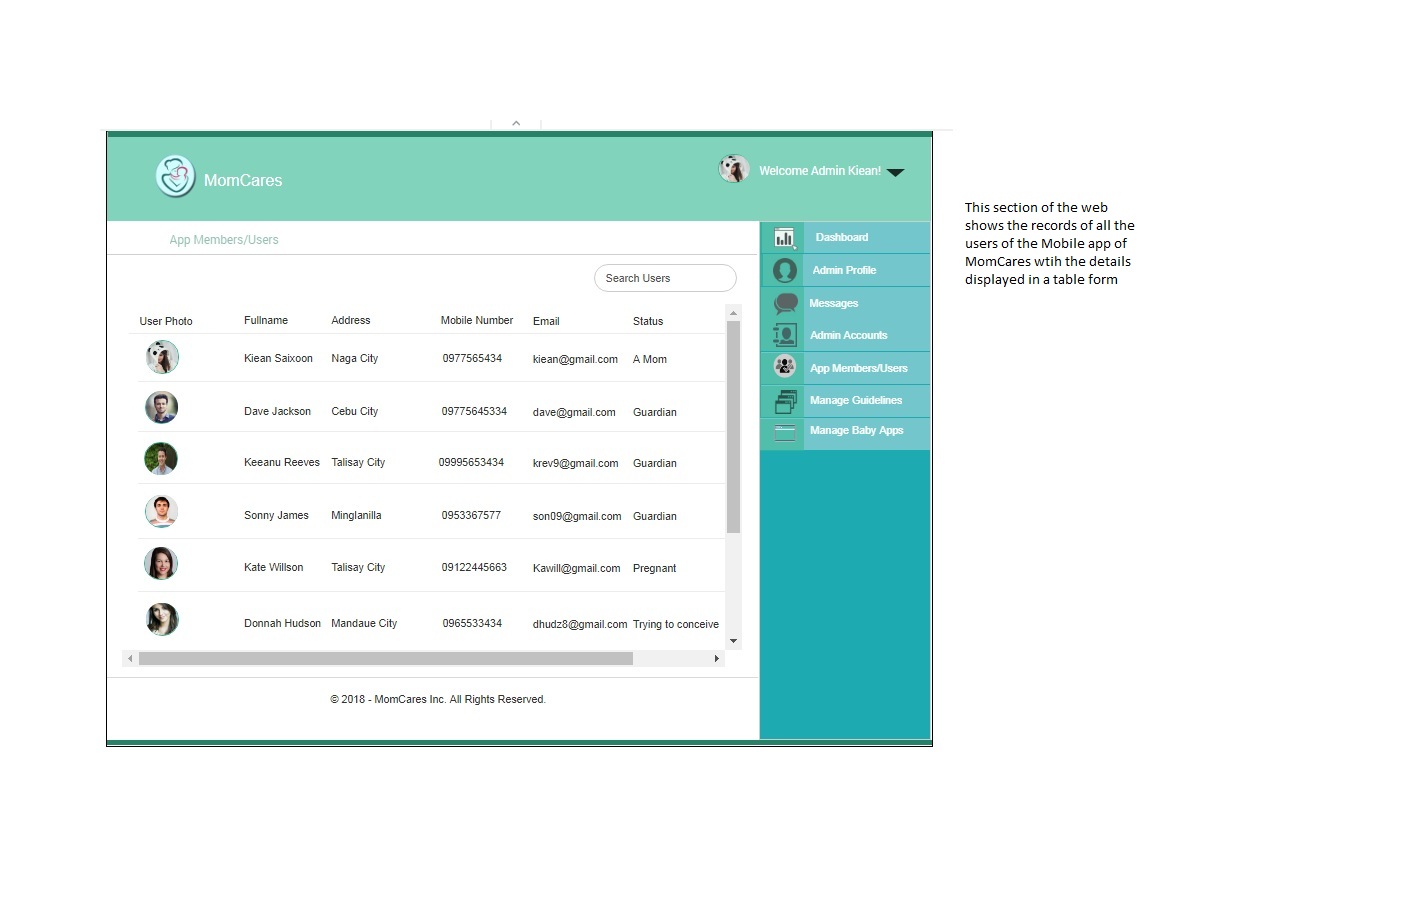 MomCares
Welcome Admin Kiean!
App Members/Users
Search Users
User Photo Fullname Address Mobile Number Email Status
Kiean Saixoon Naga City 0977565434 kiean@gmail.com A Mom
Dave Jackson Cebu City 09775645334 dave@gmail.com Guardian
Keeanu Reeves Talisay City 09995653434 krev9@gmail.com Guardian
Sonny James Minglanilla 0953367577 son09@gmail.com Guardian
Kate Willson Talisay City 09122445663 Kawill@gmail.com Pregnant
Donnah Hudson Mandaue City 0965533434 dhudz8@gmail.com Trying to conceive
© 2018 - MomCares Inc. All Rights Reserved.
Dashboard
Admin Profile
Messages
Admin Accounts
App Members/Users
Manage Guidelines
Manage Baby Apps
This section of the web
shows the records of all the
users of the Mobile app of
MomCares wtih the details
displayed in a table form